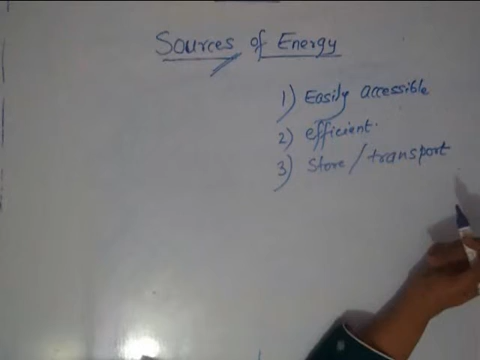 Sources of Energy
1) Easily accessible
2) efficient.
3) Store / transport